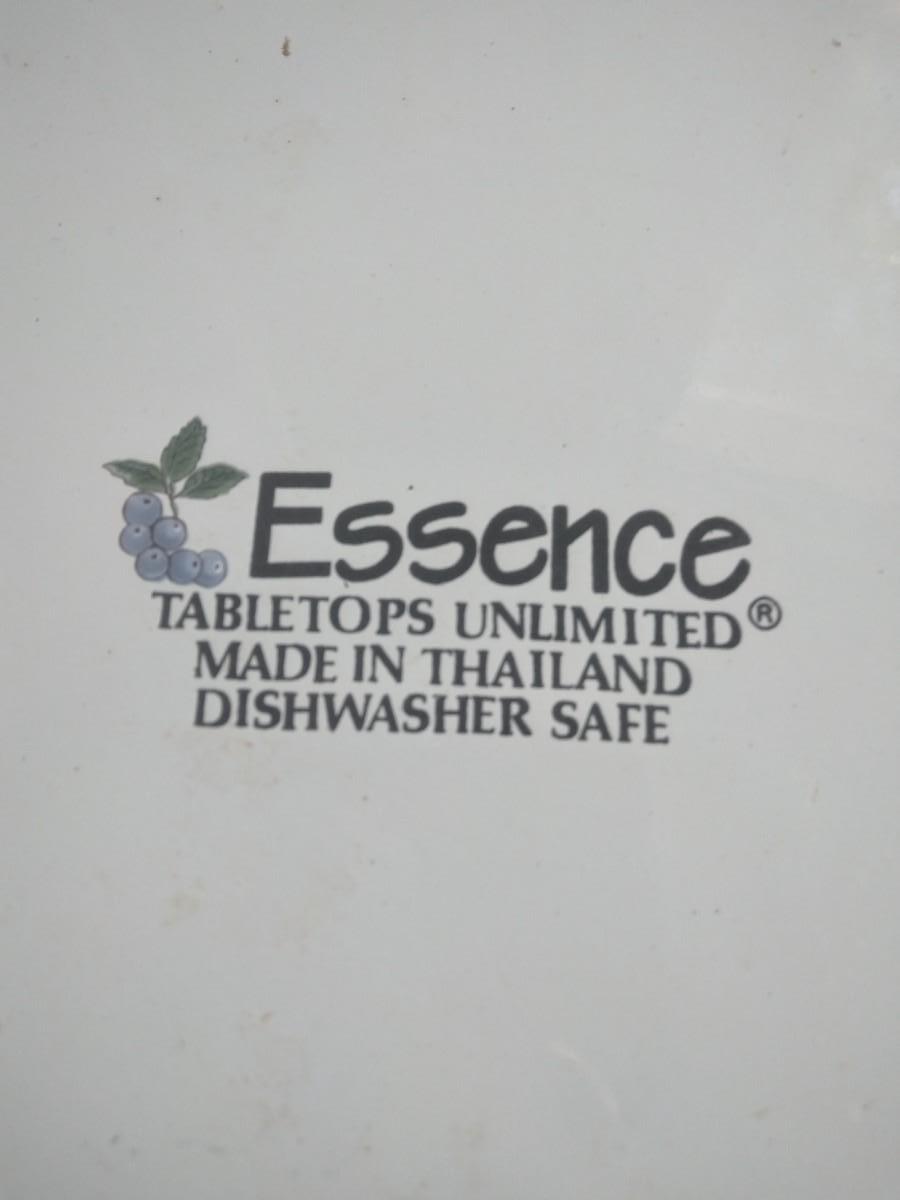 Essence
TABLETOPS UNLIMITED®
MADE IN THAILAND
DISHWASHER SAFE